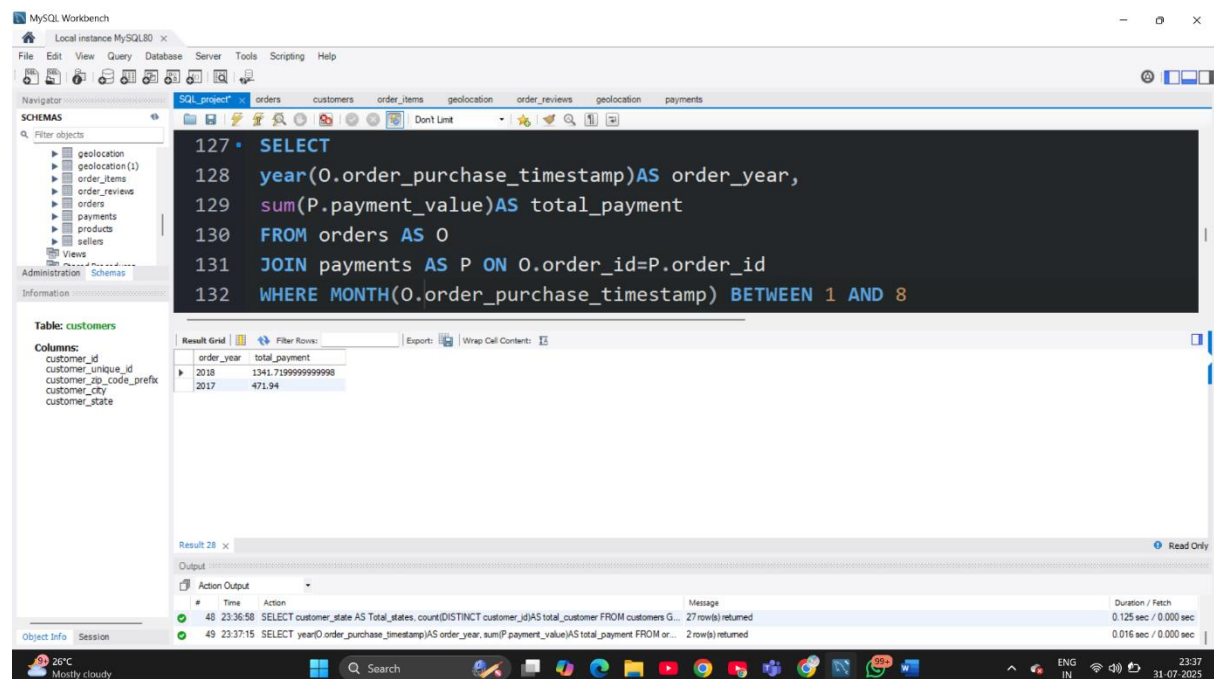 MySQL Workbench
Local instance MySQL80 ×
File Edit View Query Database Server Tools Scripting Help
Navigator
SCHEMAS
Filter objects
geolocation
geolocation(1)
order_items
order_reviews
orders
payments
products
sellers
Views
Administration Schemas
Information
Table: customers
Columns:
customer_id
customer_unique_id
customer_zip_code_prefix
customer_city
customer_state
Object Info Session
SQL_project* × orders customers order_items geolocation order_reviews geolocation payments
Don't Limit
127 SELECT
128 year(O.order_purchase_timestamp)AS order_year,
129 sum(P.payment_value)AS total_payment
130 FROM orders AS O
131 JOIN payments AS P ON O.order_id=P.order_id
132 WHERE MONTH(O.order_purchase_timestamp) BETWEEN 1 AND 8
Result Grid Filter Rows: Export: Wrap Cell Content:
order_year total_payment
2018 1341.7199999999998
2017 471.94
Result 28 × Read Only
Output
Action Output
# Time Action Message Duration / Fetch
48 23:36:58 SELECT customer_state AS Total_states, count(DISTINCT customer_id)AS total_customer FROM customers G... 27 row(s) returned 0.125 sec / 0.000 sec
49 23:37:15 SELECT year(O.order_purchase_timestamp)AS order_year, sum(P.payment_value)AS total_payment FROM or... 2 row(s) returned 0.016 sec / 0.000 sec
26°C
Mostly cloudy
Search
99+
ENG
IN
23:37
31-07-2025